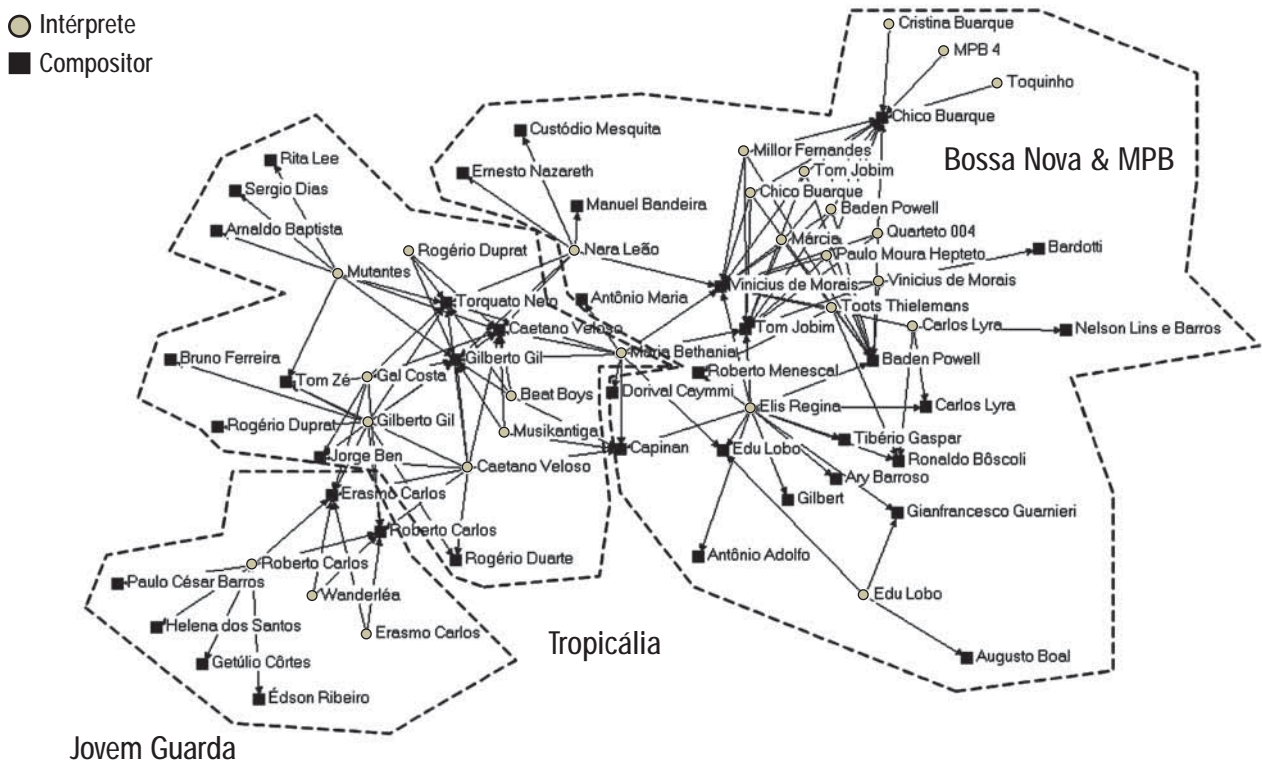 Intérprete
Compositor
Cristina Buarque
MPB 4
Toquinho
Chico Buarque
Custódio Mesquita
Bossa Nova & MPB
Millor Fernandes
Rita Lee
Tom Jobim
Ernesto Nazareth
Sergio Dias
Chico Buarque
Manuel Bandeira
Baden Powell
Arnaldo Baptista
Quarteto 004
Márcia
Rogério Duprat
Nara Leão
Bardotti
Paulo Moura Hepteto
Mutantes
Vinicius de Morais
Vinicius de Morais
Antônio Maria
Torquato Neto
Toots Thielemans
Caetano Veloso
Tom Jobim
Carlos Lyra
Nelson Lins e Barros
Maria Bethania
Bruno Ferreira
Gilberto Gil
Baden Powell
Roberto Menescal
Gal Costa
Tom Zé
Dorival Caymmi
Beat Boys
Carlos Lyra
Elis Regina
Gilberto Gil
Rogério Duprat
Musikantiga
Tibério Gaspar
Capinan
Edu Lobo
Jorge Ben
Ronaldo Bôscoli
Caetano Veloso
Ary Barroso
Erasmo Carlos
Gilbert
Gianfrancesco Guarnieri
Roberto Carlos
Antônio Adolfo
Rogério Duarte
Roberto Carlos
Paulo César Barros
Wanderléa
Edu Lobo
Helena dos Santos
Erasmo Carlos
Tropicália
Augusto Boal
Getúlio Côrtes
Édson Ribeiro
Jovem Guarda